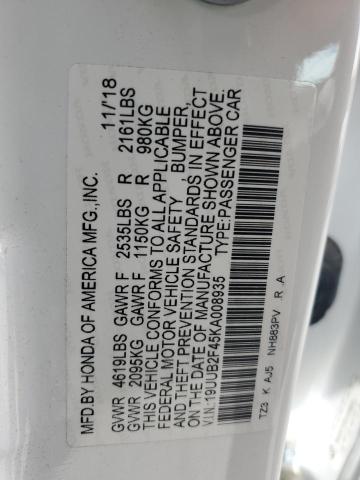 MFD.BY HONDA OF AMERICA MFG.,INC. 11/'18
GVWR 4619LBS GAWR F 2535LBS R 2161LBS
GVWR 2095KG GAWR F 1150KG R 980KG
THIS VEHICLE CONFORMS TO ALL APPLICABLE
FEDERAL MOTOR VEHICLE SAFETY, BUMPER,
AND THEFT PREVENTION STANDARDS IN
EFFECT ON THE DATE OF MANUFACTURE SHOWN ABOVE.
V.I.N.:19UUB2F45KA008935 TYPE:PASSENGER CAR
TZ3 K AJ5 NH883PV R .A